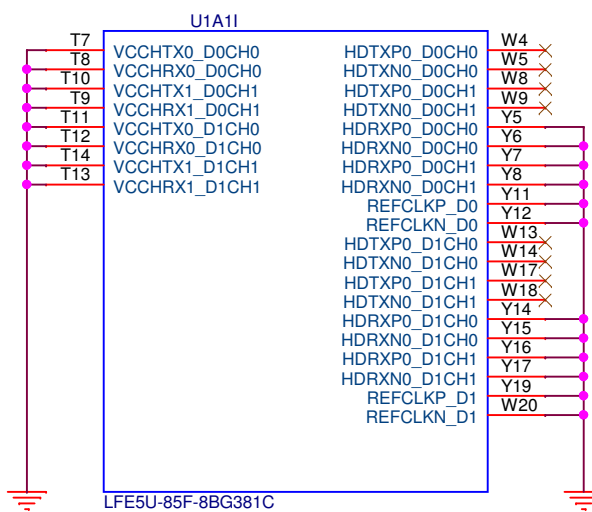 U1A1I
T7 VCCHTX0_D0CH0 HDTXP0_D0CH0 W4
T8 VCCHRX0_D0CH0 HDTXN0_D0CH0 W5
T10 VCCHTX1_D0CH1 HDTXP0_D0CH1 W8
T9 VCCHRX1_D0CH1 HDTXN0_D0CH1 W9
T11 VCCHTX0_D1CH0 HDRXP0_D0CH0 Y5
T12 VCCHRX0_D1CH0 HDRXN0_D0CH0 Y6
T14 VCCHTX1_D1CH1 HDRXP0_D0CH1 Y7
T13 VCCHRX1_D1CH1 HDRXN0_D0CH1 Y8
REFCLKP_D0 Y11
REFCLKN_D0 Y12
HDTXP0_D1CH0 W13
HDTXN0_D1CH0 W14
HDTXP0_D1CH1 W17
HDTXN0_D1CH1 W18
HDRXP0_D1CH0 Y14
HDRXN0_D1CH0 Y15
HDRXP0_D1CH1 Y16
HDRXN0_D1CH1 Y17
REFCLKP_D1 Y19
REFCLKN_D1 W20
LFE5U-85F-8BG381C